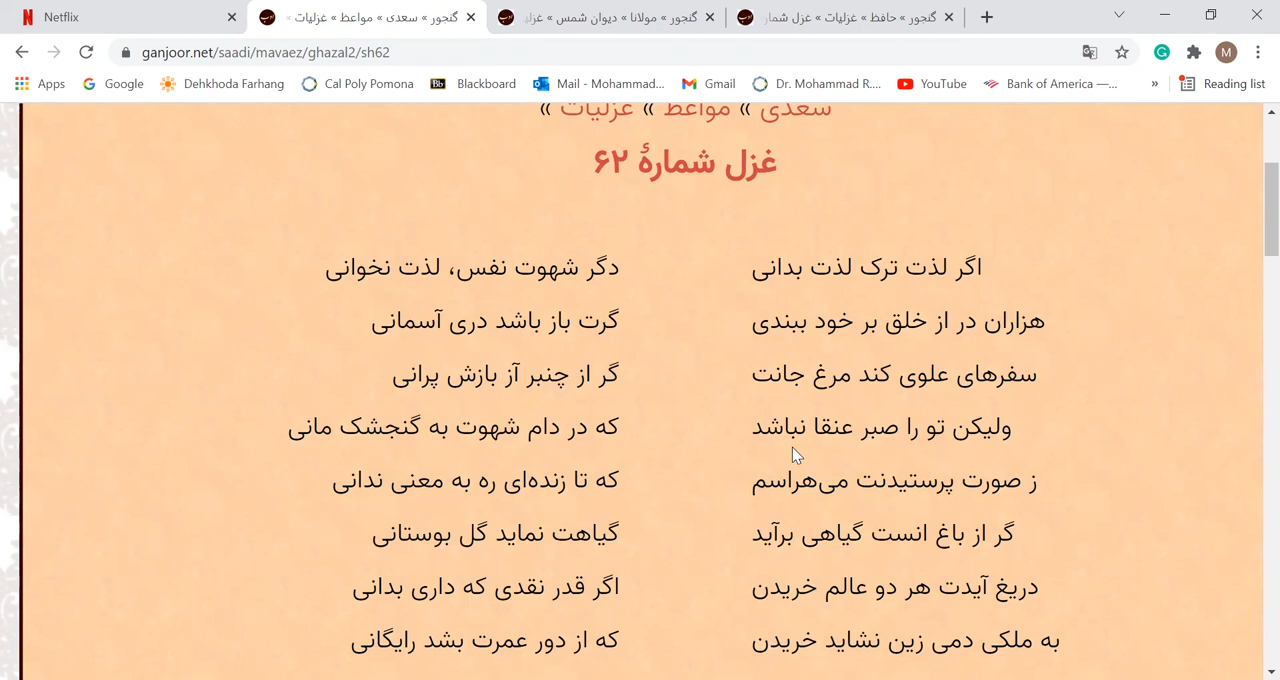 Netflix
گنجور » سعدی » مواعظ » غزلیات »
گنجور » مولانا » دیوان شمس » غزلی
گنجور » حافظ » غزلیات » غزل شمار
ganjoor.net/saadi/mavaez/ghazal2/sh62
M
Apps
Google
Dehkhoda Farhang
Cal Poly Pomona
Bb
Blackboard
Mail - Mohammad...
Gmail
Dr. Mohammad R....
YouTube
Bank of America —...
»
Reading list
سعدی » مواعظ » غزلیات »
غزل شمارهٔ ۶۲
اگر لذت ترک لذت بدانی
دگر شهوت نفس، لذت نخوانی
هزاران در از خلق بر خود ببندی
گرت باز باشد دری آسمانی
سفرهای علوی کند مرغ جانت
گر از چنبر آز بازش پرانی
ولیکن تو را صبر عنقا نباشد
که در دام شهوت به گنجشک مانی
ز صورت پرستیدنت می‌هراسم
که تا زنده‌ای ره به معنی ندانی
گر از باغ انست گیاهی برآید
گیاهت نماید گل بوستانی
دریغ آیدت هر دو عالم خریدن
اگر قدر نقدی که داری بدانی
به ملکی دمی زین نشاید خریدن
که از دور عمرت بشد رایگانی